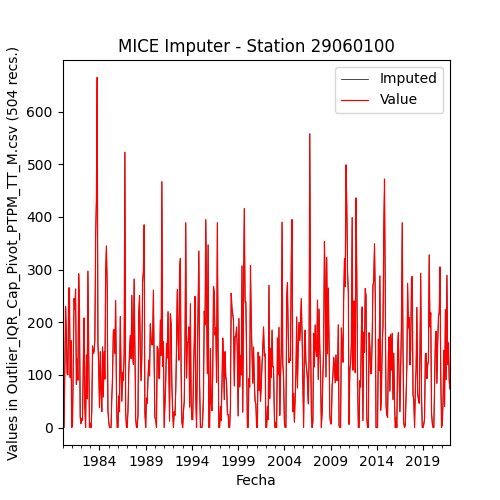 MICE Imputer - Station 29060100
Imputed
Value
Values in Outlier_IQR_Cap_Pivot_PTPM_TT_M.csv (504 recs.)
600
500
400
300
200
100
0
1984 1989 1994 1999 2004 2009 2014 2019
Fecha